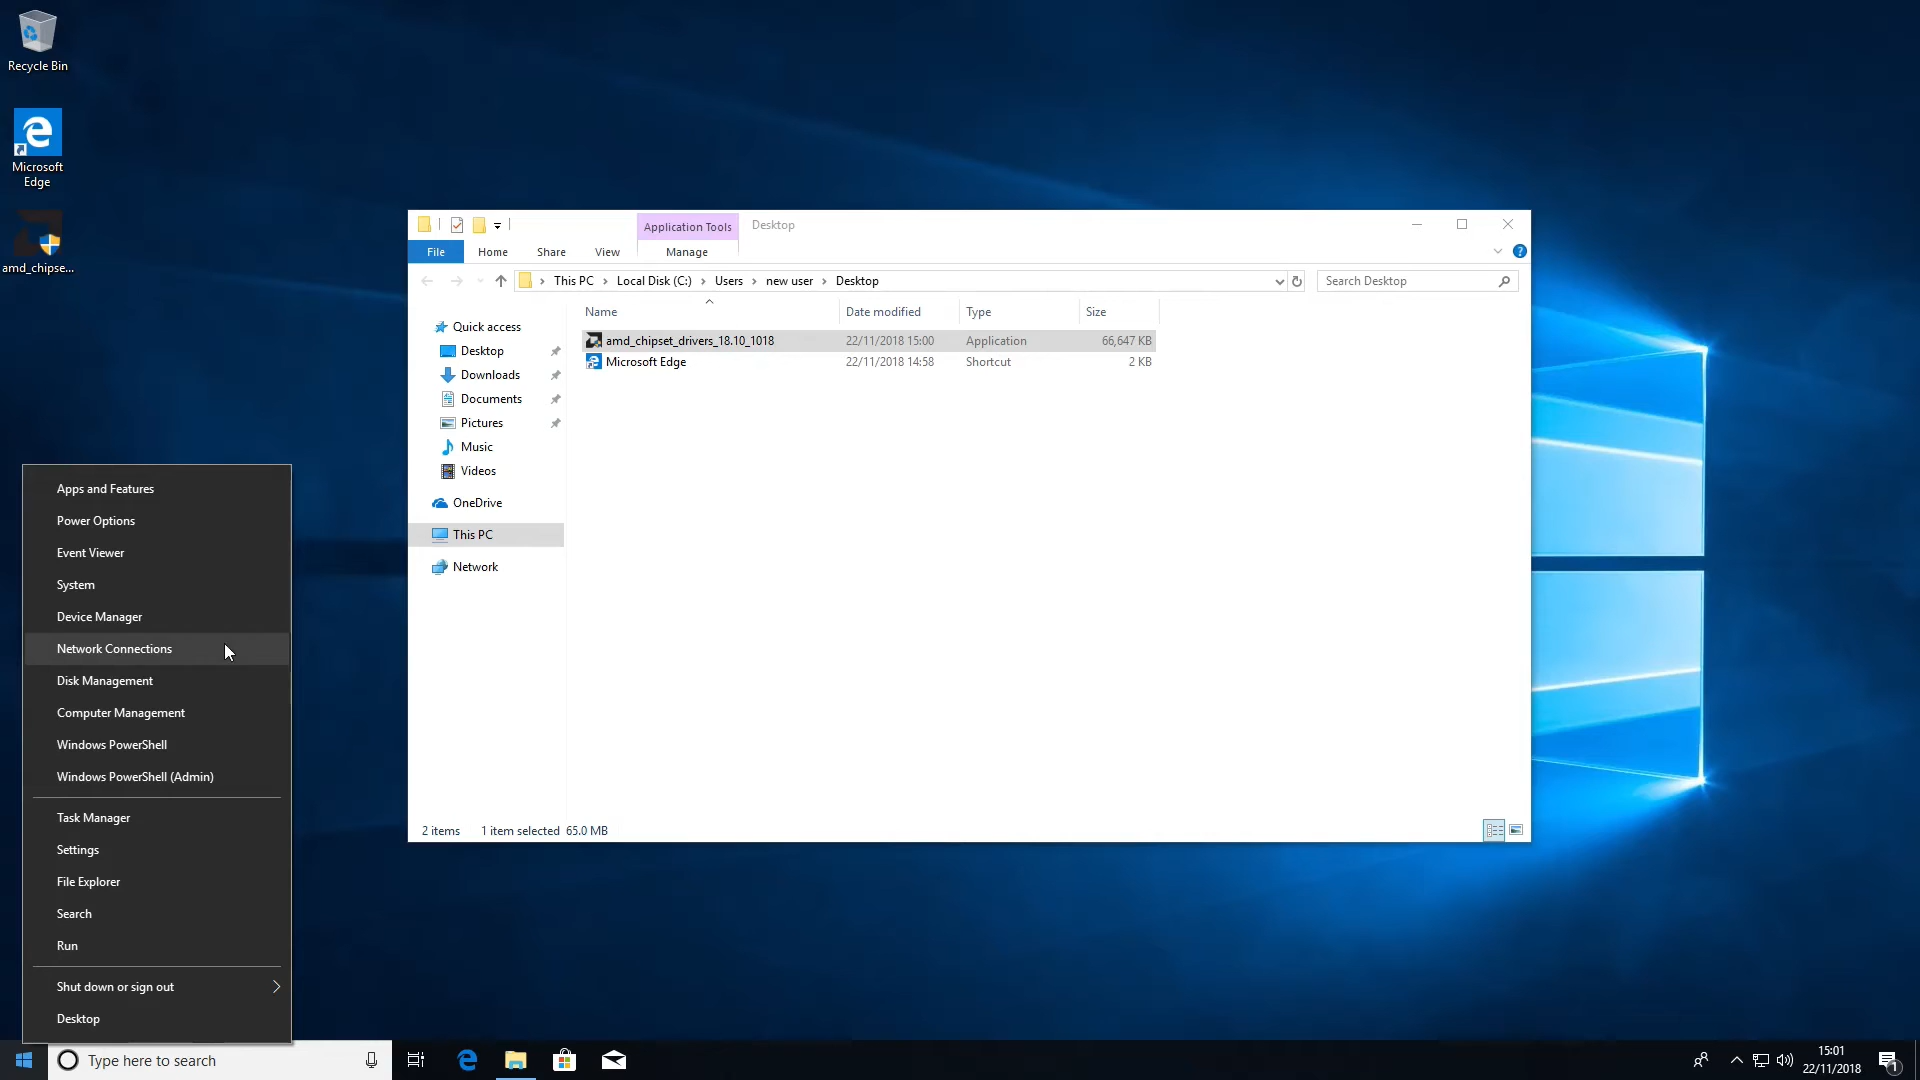 Recycle Bin
Microsoft
Edge
amd_chipse...
Application Tools
Desktop
File
Home
Share
View
Manage
This PC
Local Disk (C:)
Users
new user
Desktop
Search Desktop
Name
Date modified
Type
Size
amd_chipset_drivers_18.10_1018
22/11/2018 15:00
Application
66,647 KB
Microsoft Edge
22/11/2018 14:58
Shortcut
2 KB
Quick access
Desktop
Downloads
Documents
Pictures
Music
Videos
OneDrive
This PC
Network
2 items
1 item selected 65.0 MB
Apps and Features
Power Options
Event Viewer
System
Device Manager
Network Connections
Disk Management
Computer Management
Windows PowerShell
Windows PowerShell (Admin)
Task Manager
Settings
File Explorer
Search
Run
Shut down or sign out
Desktop
Type here to search
15:01
22/11/2018
1